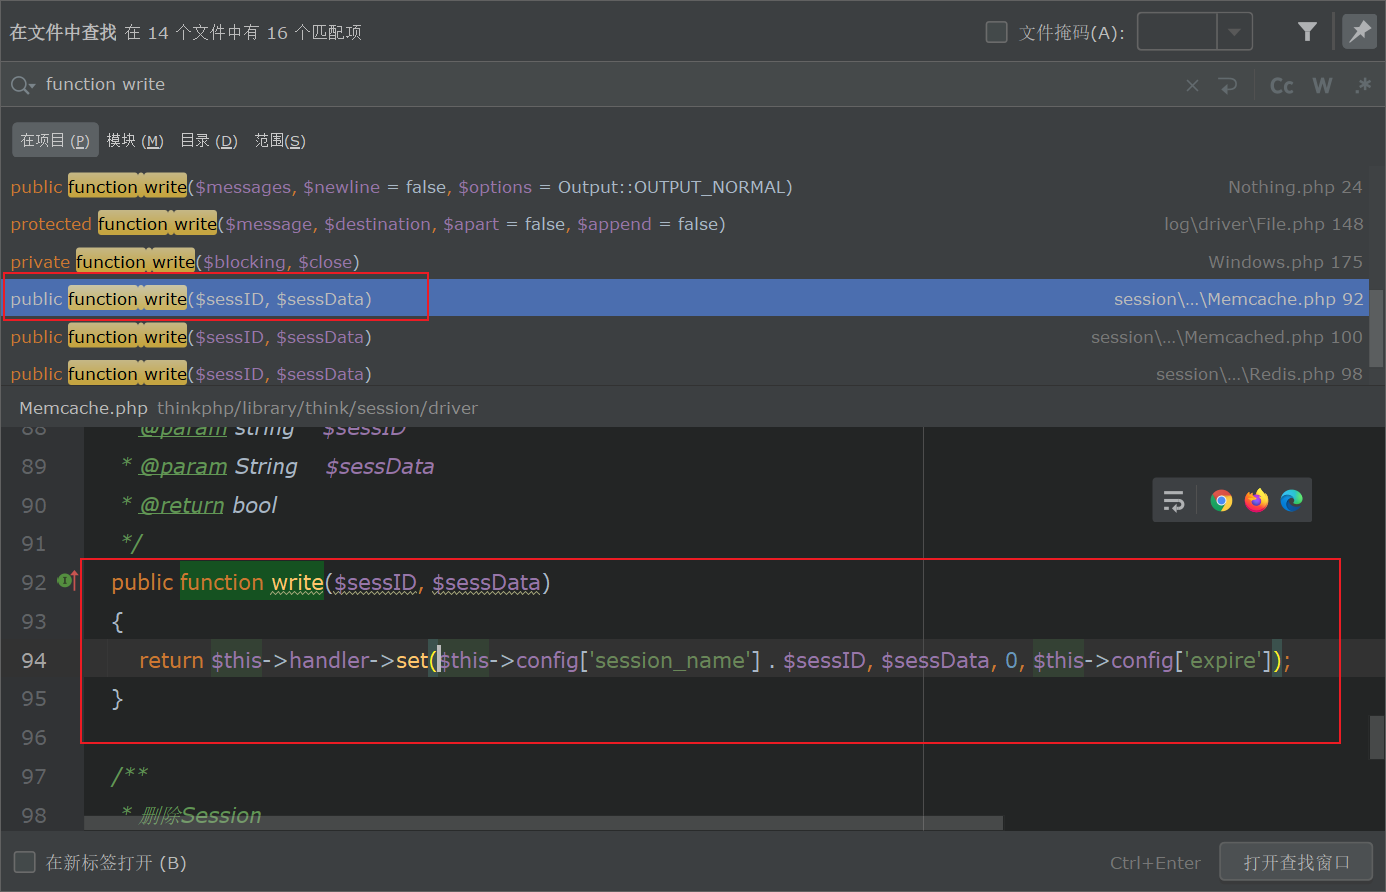 在文件中查找 在 14 个文件中有 16 个匹配项 文件掩码(A):
function write Cc W .*
在项目 (P) 模块 (M) 目录 (D) 范围(S)
public function write($messages, $newline = false, $options = Output::OUTPUT_NORMAL) Nothing.php 24
protected function write($message, $destination, $apart = false, $append = false) log\driver\File.php 148
private function write($blocking, $close) Windows.php 175
public function write($sessID, $sessData) session\...\Memcache.php 92
public function write($sessID, $sessData) session\...\Memcached.php 100
public function write($sessID, $sessData) session\...\Redis.php 98
Memcache.php thinkphp/library/think/session/driver
88 @param string $sessID
89 * @param String $sessData
90 * @return bool
91 */
92 public function write($sessID, $sessData)
93 {
94 return $this->handler->set($this->config['session_name'] . $sessID, $sessData, 0, $this->config['expire']);
95 }
96
97 /**
98 * 删除Session
在新标签打开 (B) Ctrl+Enter 打开查找窗口